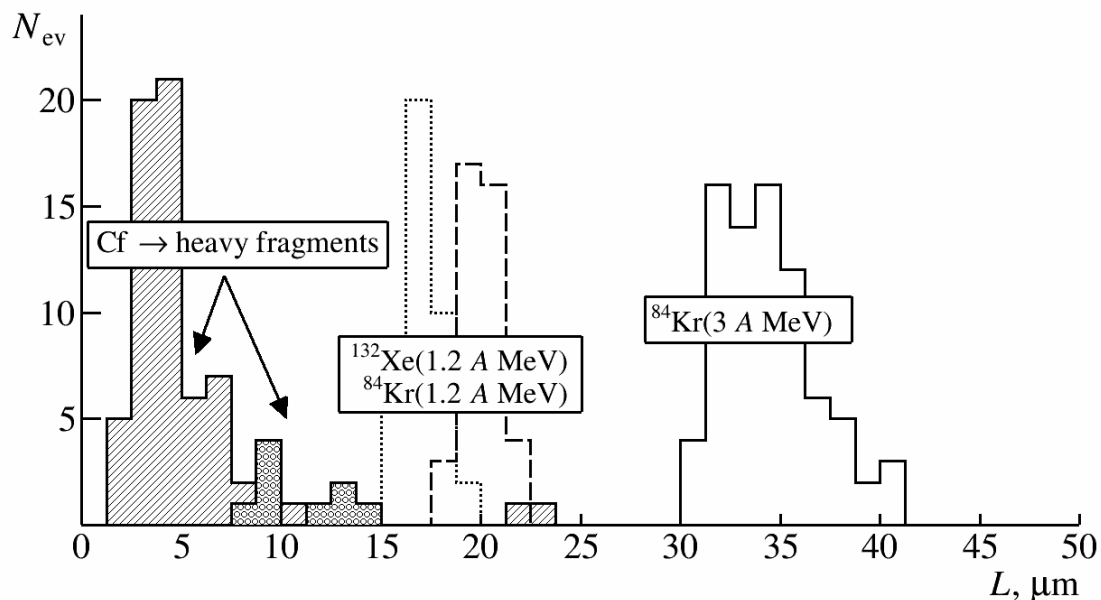 N_ev
20
15
10
5
Cf → heavy fragments
¹³²Xe(1.2 A MeV)
⁸⁴Kr(1.2 A MeV)
⁸⁴Kr(3 A MeV)
0 5 10 15 20 25 30 35 40 45 50
L, μm